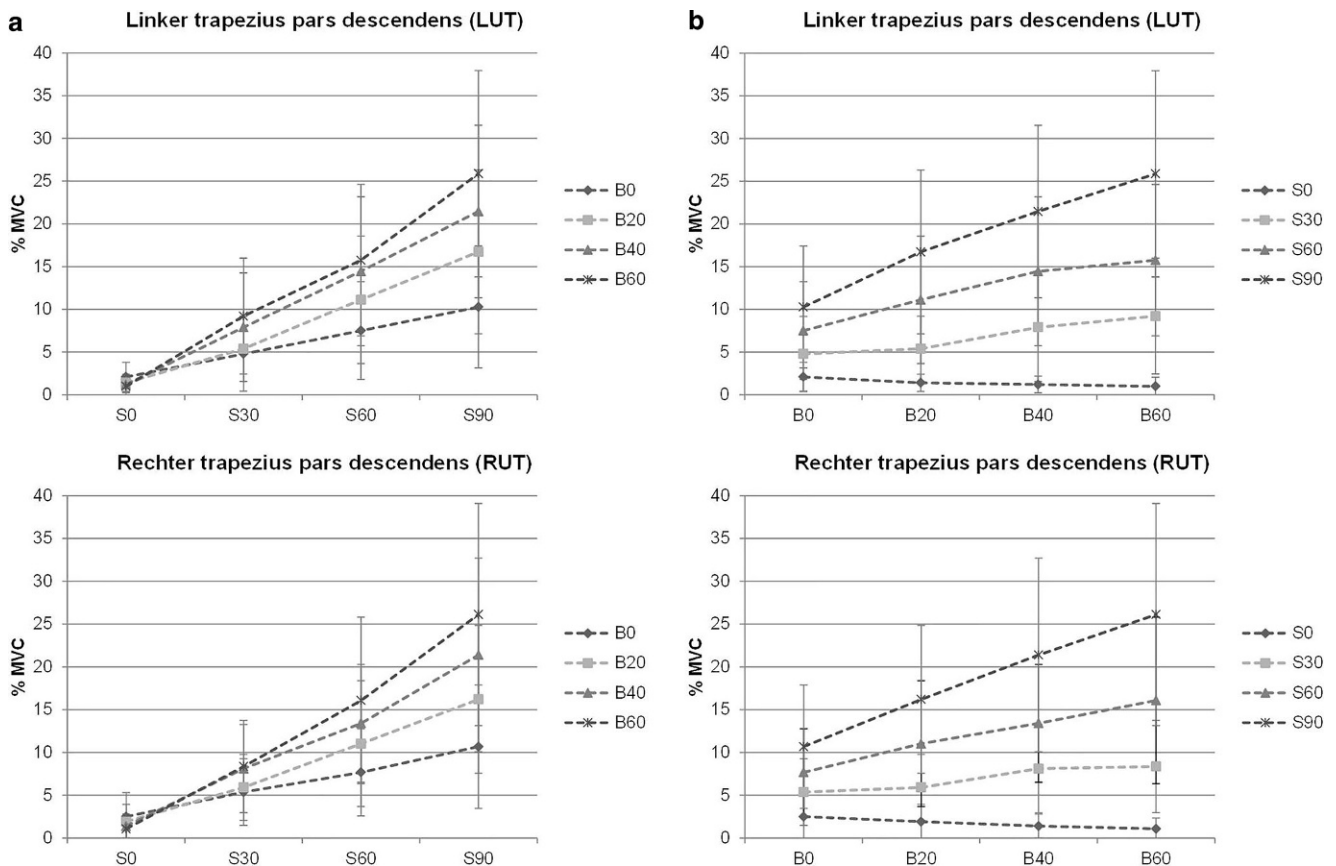 a
Linker trapezius pars descendens (LUT)
% MVC
40
35
30
25
20
15
10
5
0
S0 S30 S60 S90
B0
B20
B40
B60
b
Linker trapezius pars descendens (LUT)
% MVC
40
35
30
25
20
15
10
5
0
B0 B20 B40 B60
S0
S30
S60
S90
Rechter trapezius pars descendens (RUT)
% MVC
40
35
30
25
20
15
10
5
0
S0 S30 S60 S90
B0
B20
B40
B60
Rechter trapezius pars descendens (RUT)
% MVC
40
35
30
25
20
15
10
5
0
B0 B20 B40 B60
S0
S30
S60
S90